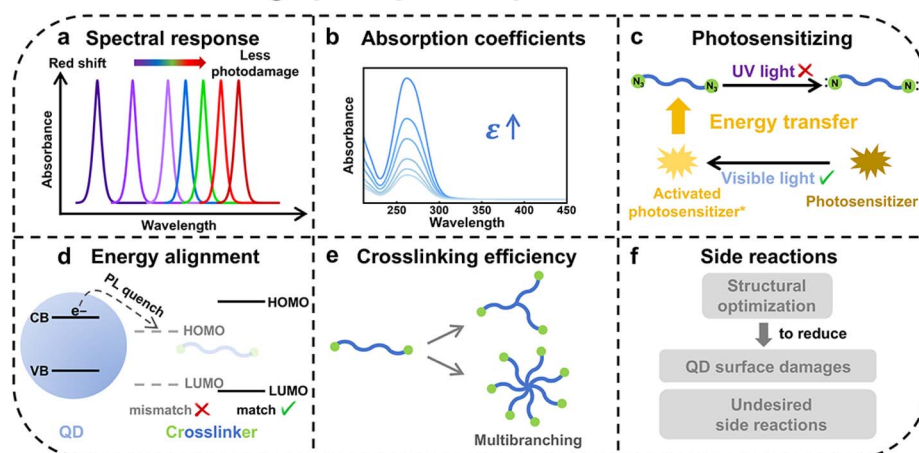 a Spectral response
Red shift
Less
photodamage
Absorbance
Wavelength
b Absorption coefficients
Absorbance
ε↑
250 300 350 400 450
Wavelength
c Photosensitizing
N₃
N₃
UV light ✗
:N
N:
Energy transfer
Visible light ✓
Activated
photosensitizer*
Photosensitizer
d Energy alignment
PL quench
e–
CB
VB
HOMO
HOMO
LUMO
LUMO
mismatch ✗ match ✓
QD
Crosslinker
e Crosslinking efficiency
Multibranching
f Side reactions
Structural
optimization
to reduce
QD surface damages
Undesired
side reactions